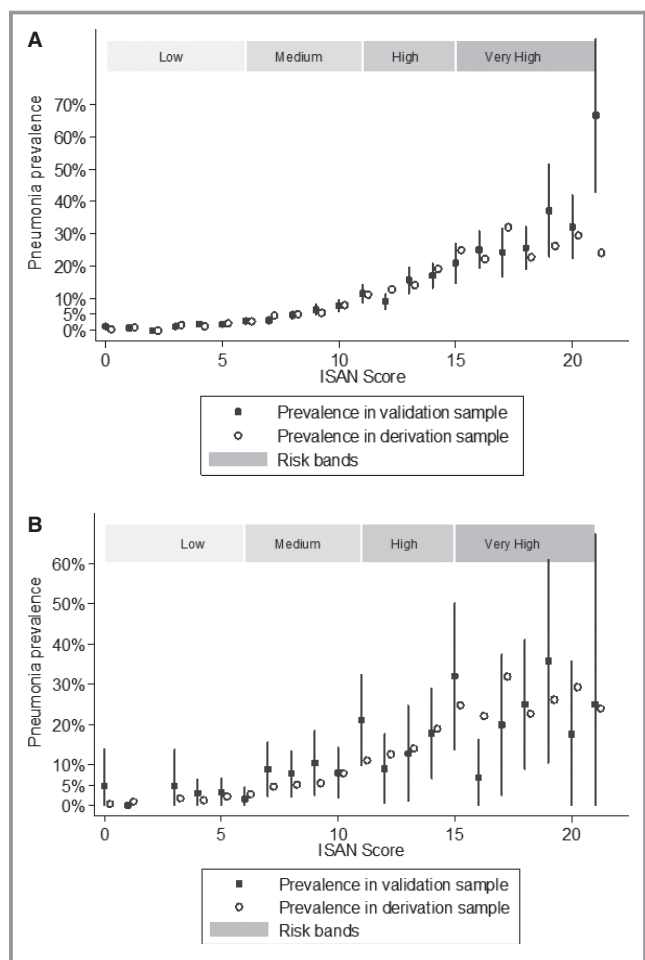 A
Low Medium High Very High
70%
60%
50%
40%
30%
20%
10%
5%
0%
Pneumonia prevalence
0 5 10 15 20
ISAN Score
Prevalence in validation sample
Prevalence in derivation sample
Risk bands
B
Low Medium High Very High
60%
50%
40%
30%
20%
10%
5%
0%
Pneumonia prevalence
0 5 10 15 20
ISAN Score
Prevalence in validation sample
Prevalence in derivation sample
Risk bands